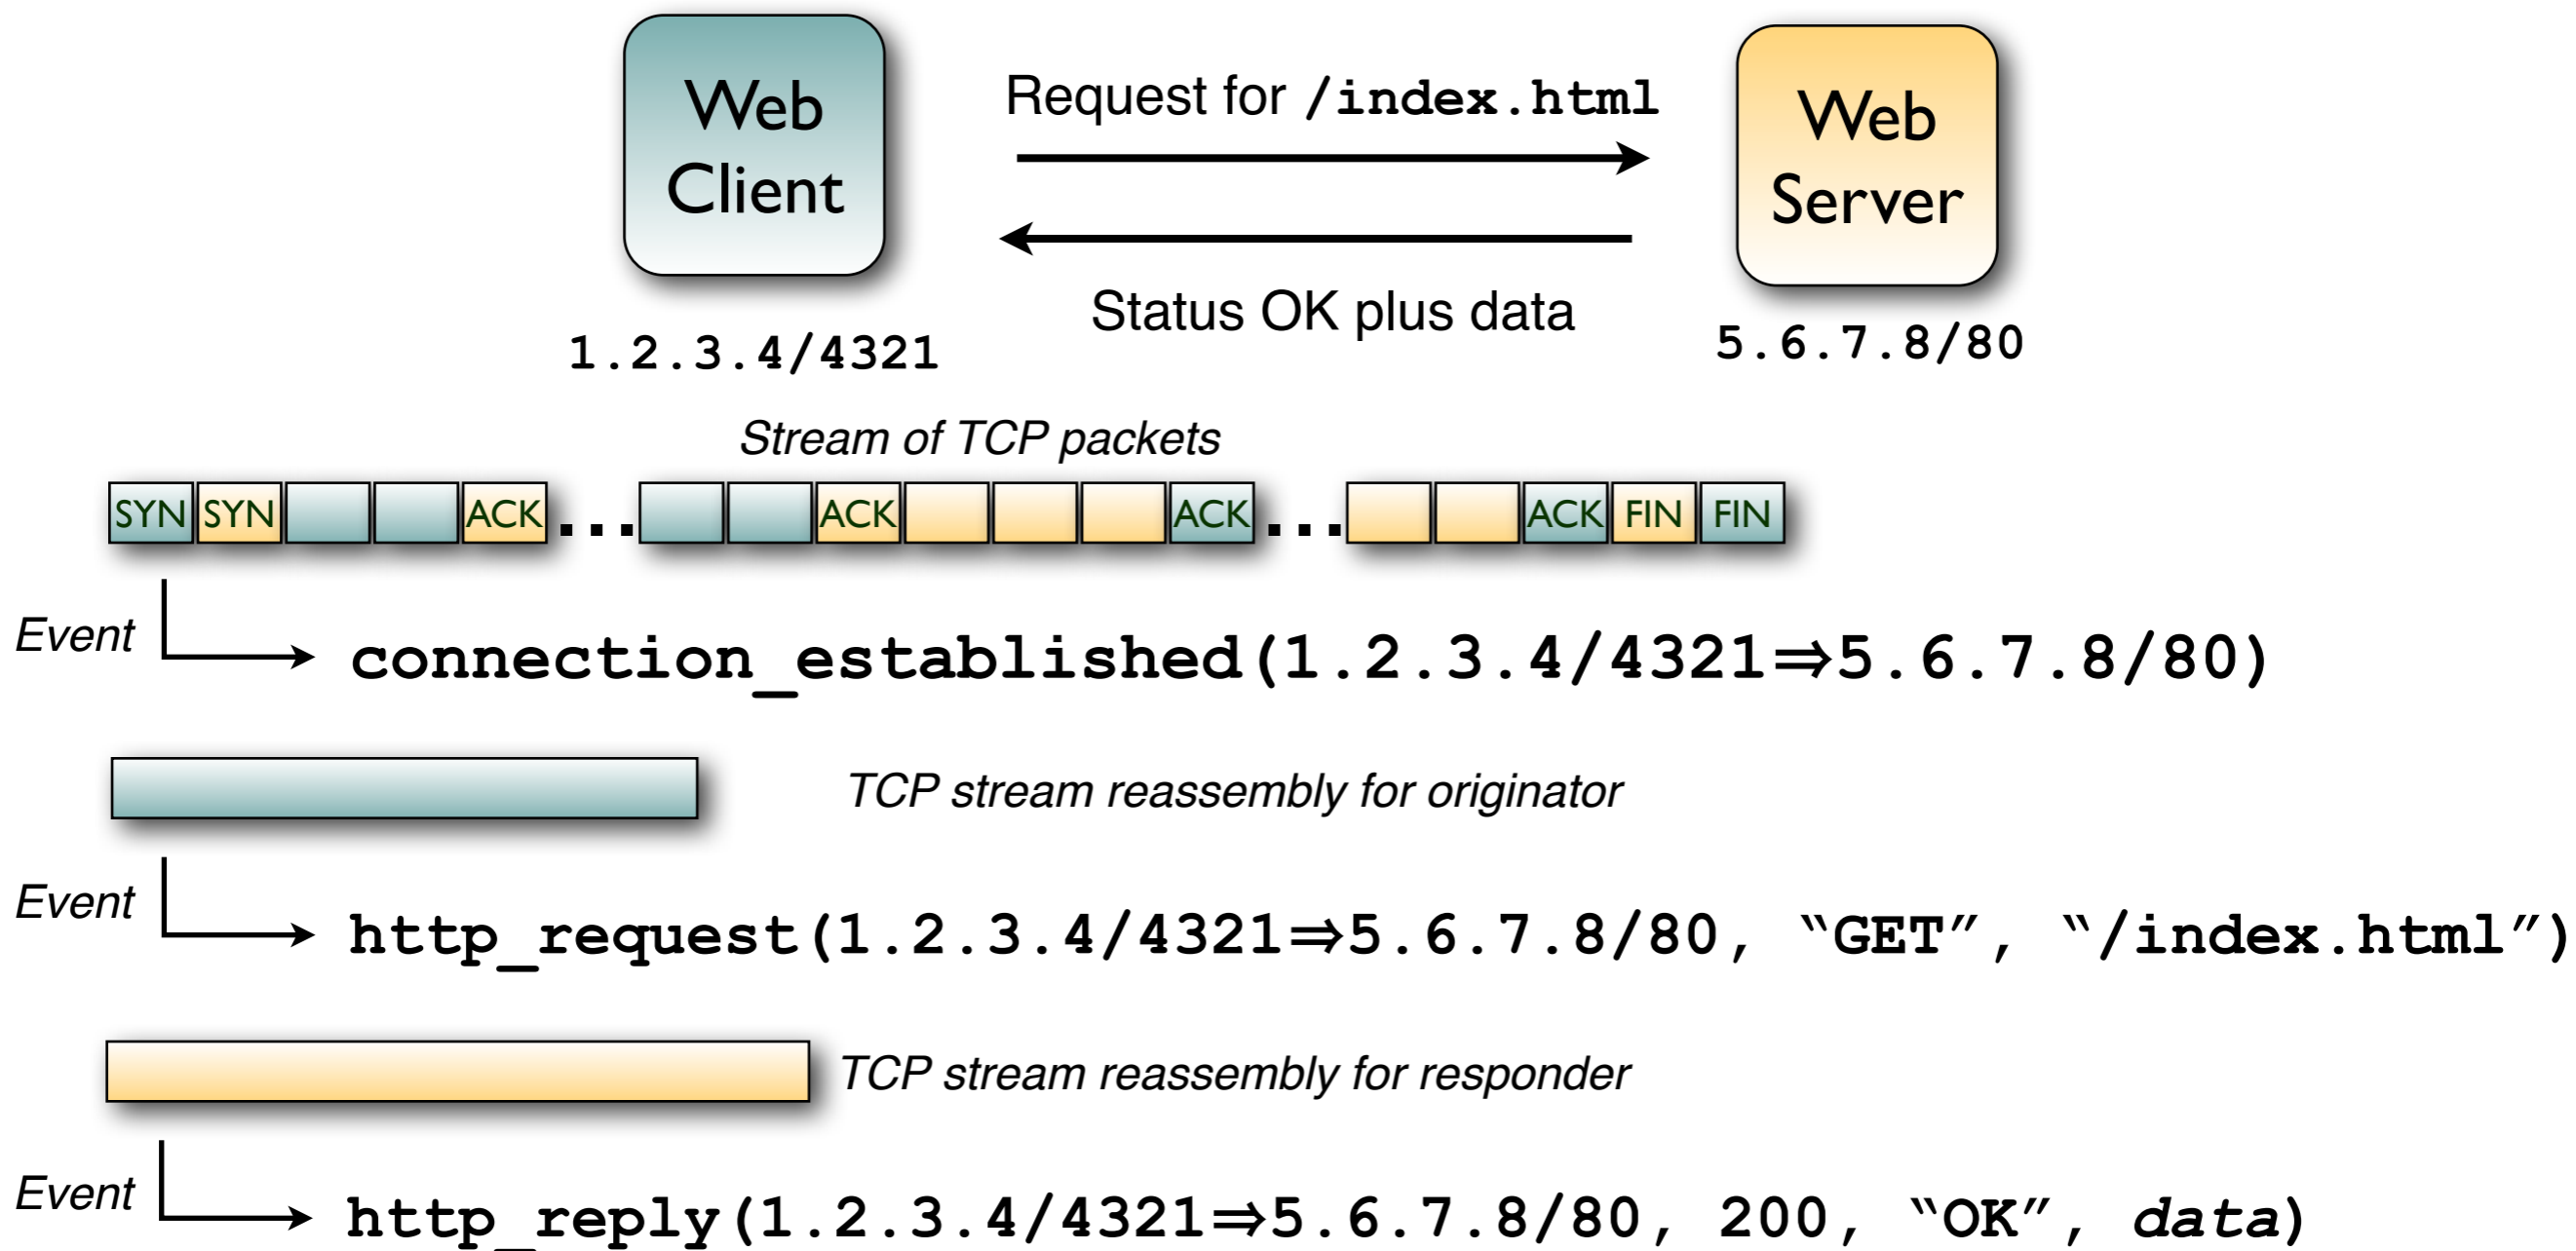 Web
Client
Request for /index.html
Web
Server
Status OK plus data
1.2.3.4/4321
5.6.7.8/80
Stream of TCP packets
SYN SYN ACK ... ACK ACK ... ACK FIN FIN
Event
connection_established(1.2.3.4/4321⇒5.6.7.8/80)
TCP stream reassembly for originator
Event
http_request(1.2.3.4/4321⇒5.6.7.8/80, “GET”, “/index.html”)
TCP stream reassembly for responder
Event
http_reply(1.2.3.4/4321⇒5.6.7.8/80, 200, “OK”, data)